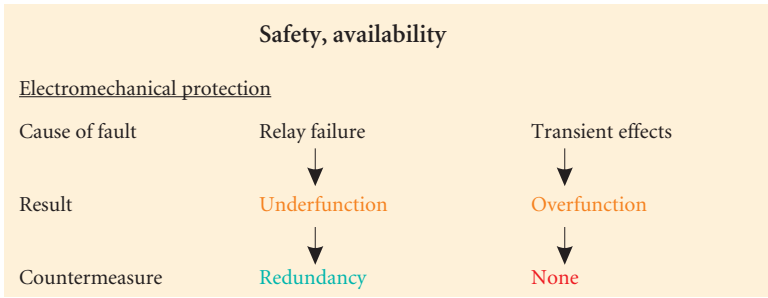 Safety, availability
Electromechanical protection
Cause of fault Relay failure Transient effects
Result Underfunction Overfunction
Countermeasure Redundancy None